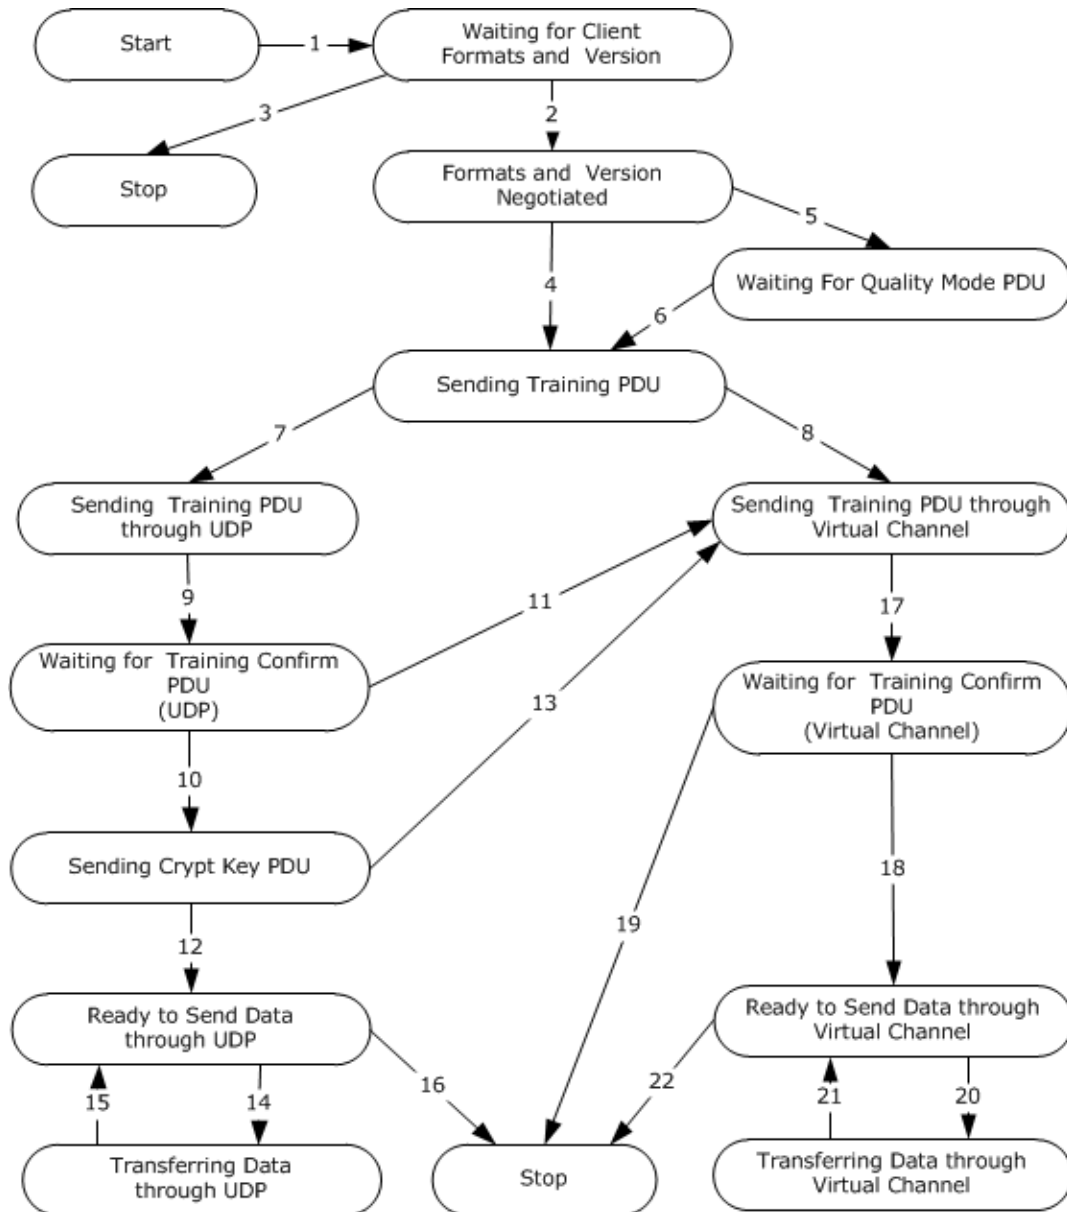 Start
1
Waiting for Client
Formats and Version
3
2
Stop
Formats and Version
Negotiated
5
4
Waiting For Quality Mode PDU
6
Sending Training PDU
7
8
Sending Training PDU
through UDP
Sending Training PDU through
Virtual Channel
9
11
17
Waiting for Training Confirm
PDU
(UDP)
Waiting for Training Confirm
PDU
(Virtual Channel)
13
10
Sending Crypt Key PDU
18
19
12
Ready to Send Data
through UDP
Ready to Send Data through
Virtual Channel
15
14
16
22
21
20
Transferring Data
through UDP
Stop
Transferring Data through
Virtual Channel